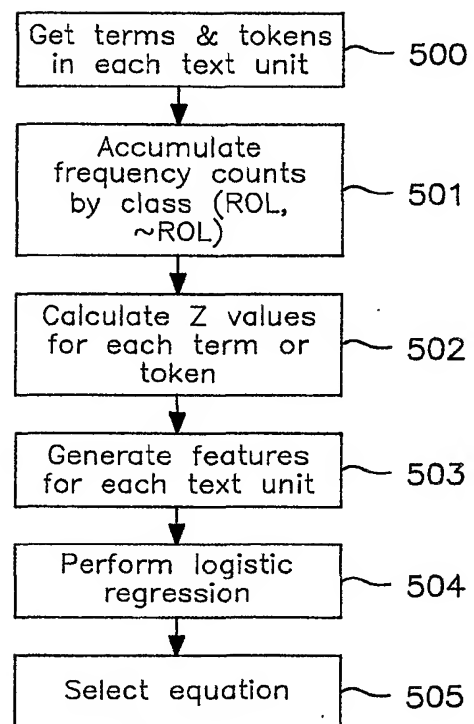 Get terms & tokens
in each text unit
500
Accumulate
frequency counts
by class (ROL,
~ROL)
501
Calculate Z values
for each term or
token
502
Generate features
for each text unit
503
Perform logistic
regression
504
Select equation
505